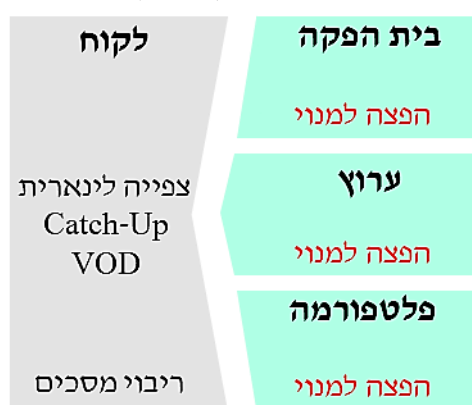 בית הפקה
הפצה למנוי
ערוץ
הפצה למנוי
פלטפורמה
הפצה למנוי
לקוח
צפייה לינארית
Catch-Up
VOD
ריבוי מסכים